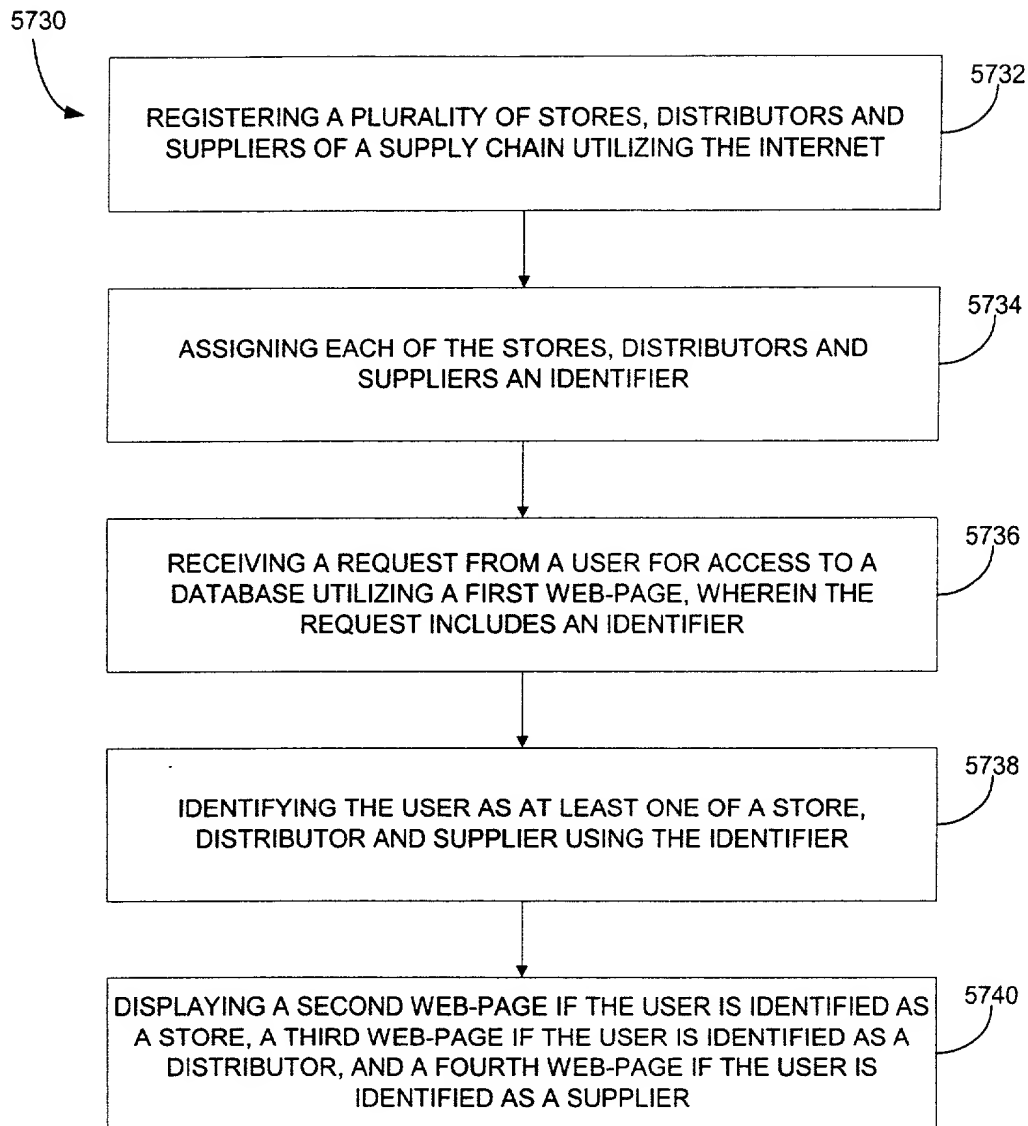 5730
5732
REGISTERING A PLURALITY OF STORES, DISTRIBUTORS AND
SUPPLIERS OF A SUPPLY CHAIN UTILIZING THE INTERNET
5734
ASSIGNING EACH OF THE STORES, DISTRIBUTORS AND
SUPPLIERS AN IDENTIFIER
5736
RECEIVING A REQUEST FROM A USER FOR ACCESS TO A
DATABASE UTILIZING A FIRST WEB-PAGE, WHEREIN THE
REQUEST INCLUDES AN IDENTIFIER
5738
IDENTIFYING THE USER AS AT LEAST ONE OF A STORE,
DISTRIBUTOR AND SUPPLIER USING THE IDENTIFIER
5740
DISPLAYING A SECOND WEB-PAGE IF THE USER IS IDENTIFIED AS
A STORE, A THIRD WEB-PAGE IF THE USER IS IDENTIFIED AS A
DISTRIBUTOR, AND A FOURTH WEB-PAGE IF THE USER IS
IDENTIFIED AS A SUPPLIER